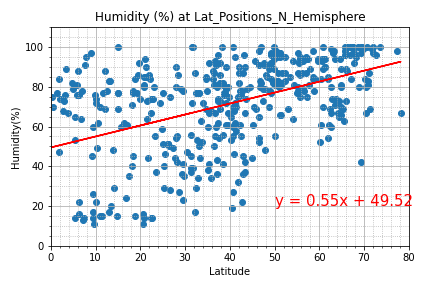 Humidity (%) at Lat_Positions_N_Hemisphere
100
80
60
40
20
0
Humidity(%)
y = 0.55x + 49.52
0 10 20 30 40 50 60 70 80
Latitude